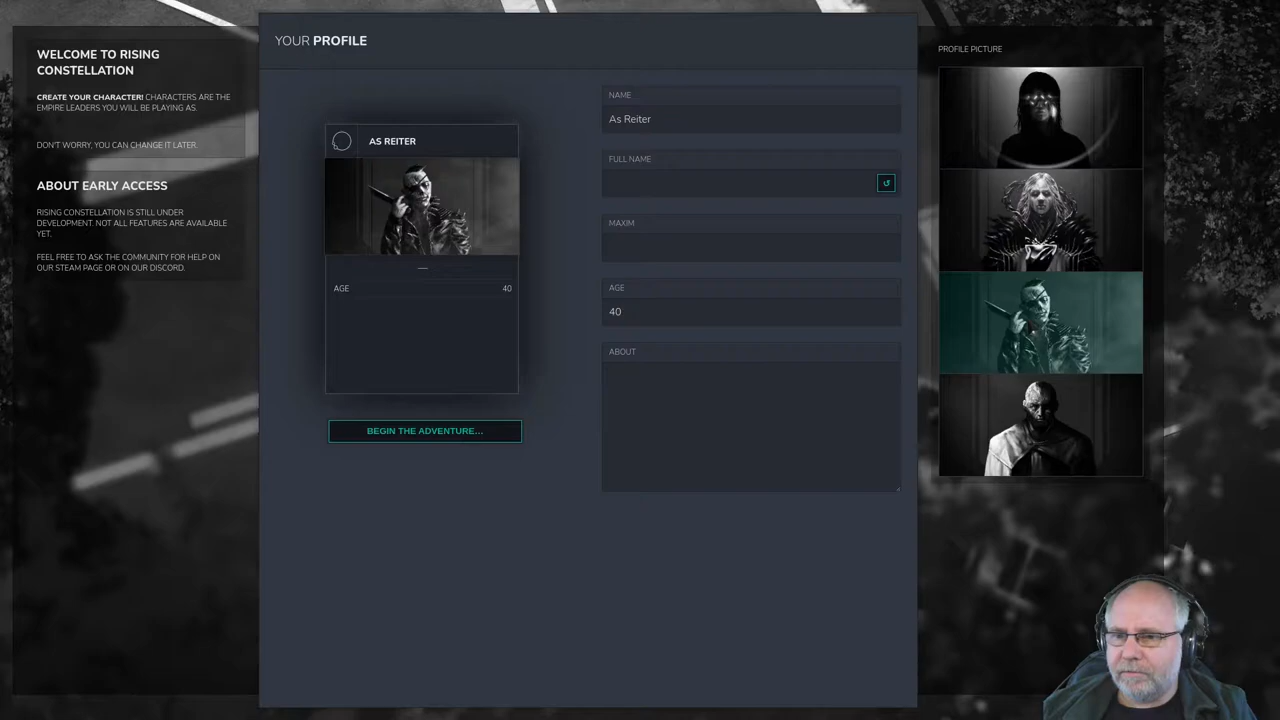 WELCOME TO RISING
CONSTELLATION
CREATE YOUR CHARACTER! CHARACTERS ARE THE
EMPIRE LEADERS YOU WILL BE PLAYING AS.
DON'T WORRY, YOU CAN CHANGE IT LATER.
ABOUT EARLY ACCESS
RISING CONSTELLATION IS STILL UNDER
DEVELOPMENT. NOT ALL FEATURES ARE AVAILABLE
YET.
FEEL FREE TO ASK THE COMMUNITY FOR HELP ON
OUR STEAM PAGE OR ON OUR DISCORD.
YOUR PROFILE
AS REITER
—
AGE 40
BEGIN THE ADVENTURE...
NAME
As Reiter
FULL NAME
MAXIM
AGE
40
ABOUT
PROFILE PICTURE